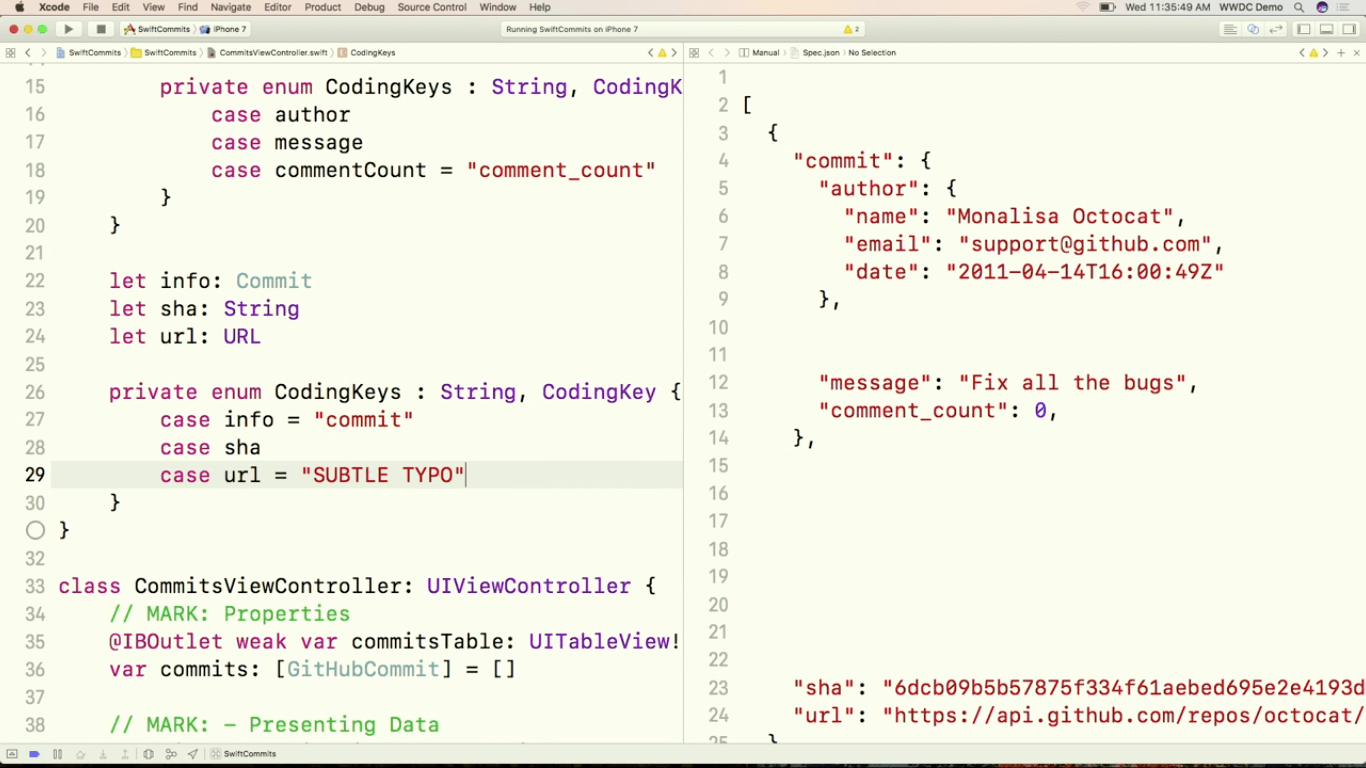 Xcode File Edit View Find Navigate Editor Product Debug Source Control Window Help Wed 11:35:49 AM WWDC Demo
SwiftCommits iPhone 7 Running SwiftCommits on iPhone 7 2
SwiftCommits SwiftCommits CommitsViewController.swift CodingKeys
Manual Spec.json No Selection
15 private enum CodingKeys : String, CodingK
16 case author
17 case message
18 case commentCount = "comment_count"
19 }
20 }
21
22 let info: Commit
23 let sha: String
24 let url: URL
25
26 private enum CodingKeys : String, CodingKey {
27 case info = "commit"
28 case sha
29 case url = "SUBTLE TYPO"
30 }
}
32
33 class CommitsViewController: UIViewController {
34 // MARK: Properties
35 @IBOutlet weak var commitsTable: UITableView!
36 var commits: [GitHubCommit] = []
37
38 // MARK: - Presenting Data
1
2 [
3 {
4 "commit": {
5 "author": {
6 "name": "Monalisa Octocat",
7 "email": "support@github.com",
8 "date": "2011-04-14T16:00:49Z"
9 },
10
11
12 "message": "Fix all the bugs",
13 "comment_count": 0,
14 },
15
16
17
18
19
20
21
22
23 "sha": "6dcb09b5b57875f334f61aebed695e2e4193d
24 "url": "https://api.github.com/repos/octocat/
25 }
SwiftCommits